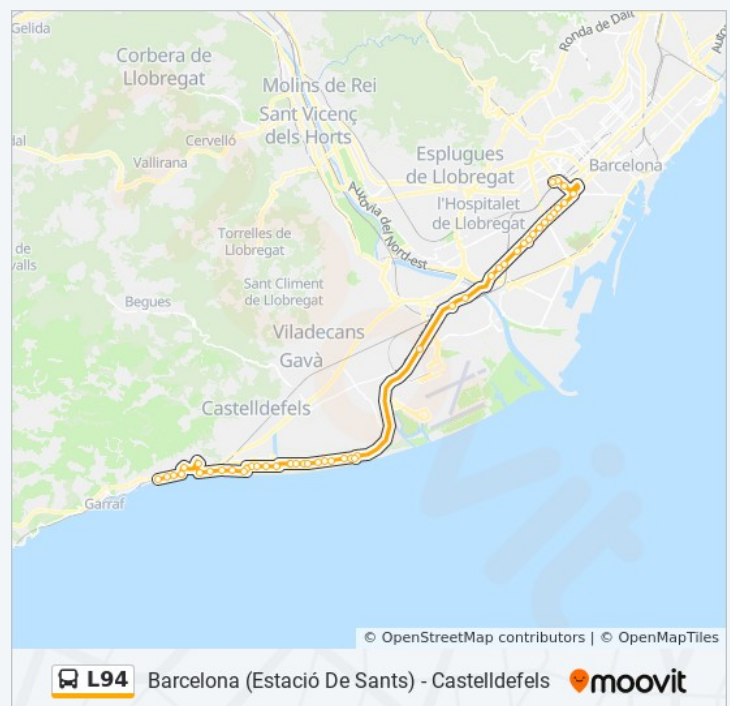 Gelida
Ronda de Dalt
Corbera de
Llobregat
Molins de Rei
Sant Vicenç
dels Horts
Cervelló
Vallirana
Esplugues
de Llobregat
Barcelona
l'Hospitalet
de Llobregat
Autovia del Nord-est
Torrelles de
Llobregat
de
Sant Climent
de Llobregat
Begues
Viladecans
Gavà
Castelldefels
Garraf
© OpenStreetMap contributors | © OpenMapTiles
L94 Barcelona (Estació De Sants) - Castelldefels moovit